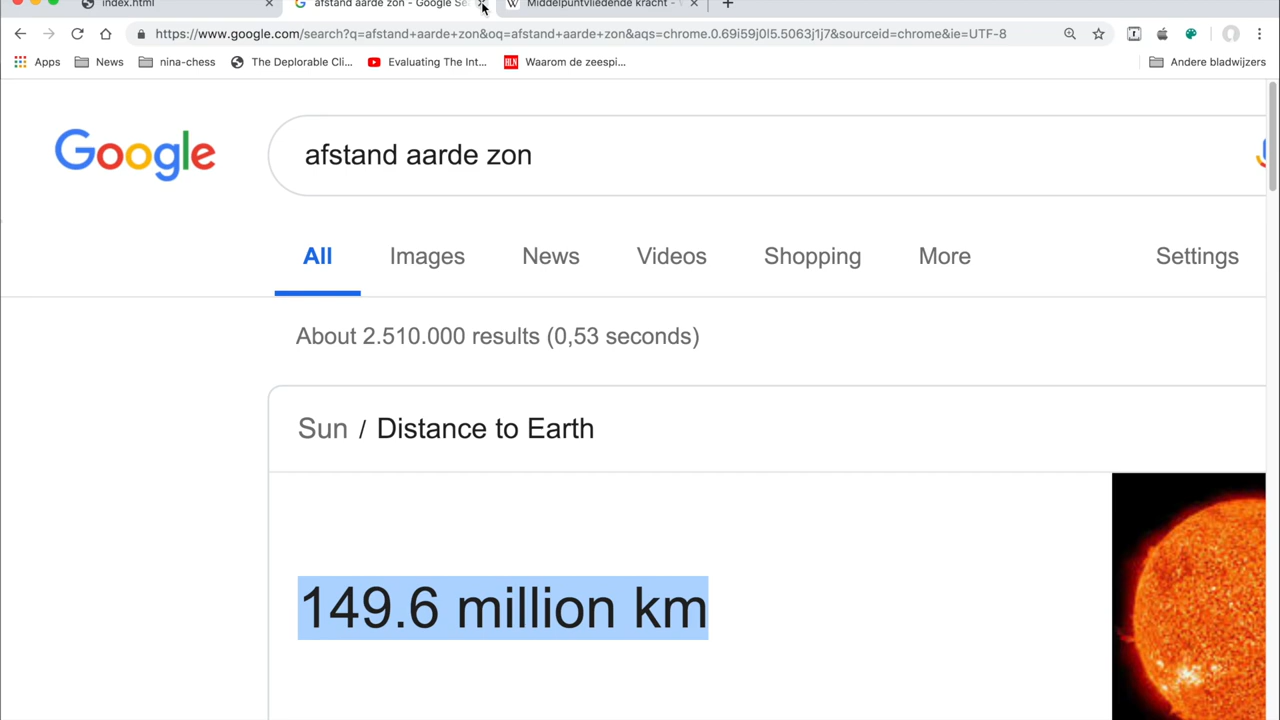 index.html
afstand aarde zon - Google Se
Middelpuntvliedende kracht -
https://www.google.com/search?q=afstand+aarde+zon&oq=afstand+aarde+zon&aqs=chrome.0.69i59j0l5.5063j1j7&sourceid=chrome&ie=UTF-8
Apps News nina-chess The Deplorable Cli... Evaluating The Int... HLN Waarom de zeespi... Andere bladwijzers
Google
afstand aarde zon
All Images News Videos Shopping More Settings
About 2.510.000 results (0,53 seconds)
Sun / Distance to Earth
149.6 million km